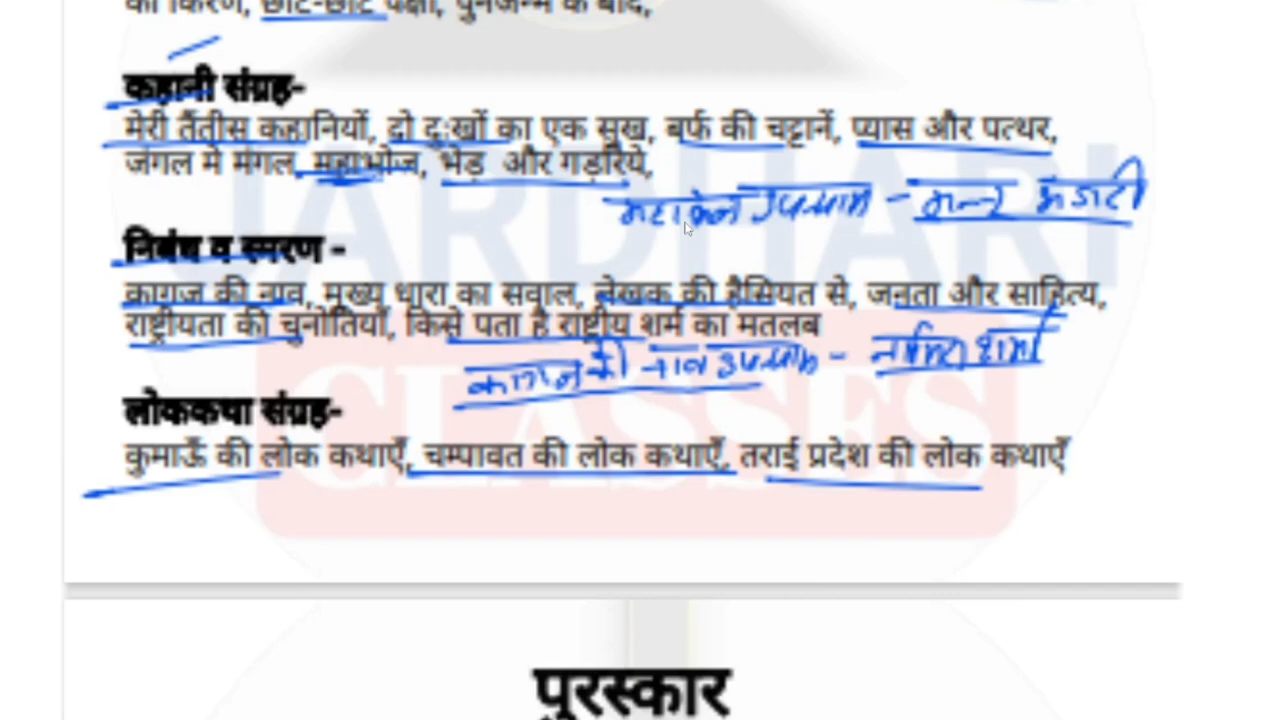 की किरण, छोटे-छोटे पक्षी, पुनर्जन्म के बाद,
कहानी संग्रह-
मेरी तैंतीस कहानियों, दो दुःखों का एक सुख, बर्फ की चट्टानें, प्यास और पत्थर,
जंगल में मंगल, महाभोज, भेड़ और गड़रिये,
महाभोज उपन्यास - मन्नू भंडारी
निबंध व स्मरण -
कागज की नाव, मुख्य धारा का सवाल, लेखक की हैसियत से, जनता और साहित्य,
राष्ट्रीयता की चुनोतियां, किसे पता है राष्ट्रीय शर्म का मतलब
कागज की नाव उपन्यास - नासिरा शर्मा
लोककथा संग्रह-
कुमाऊँ की लोक कथाएँ, चम्पावत की लोक कथाएँ, तराई प्रदेश की लोक कथाएँ
JARDHARI
CLASSES
पुरस्कार